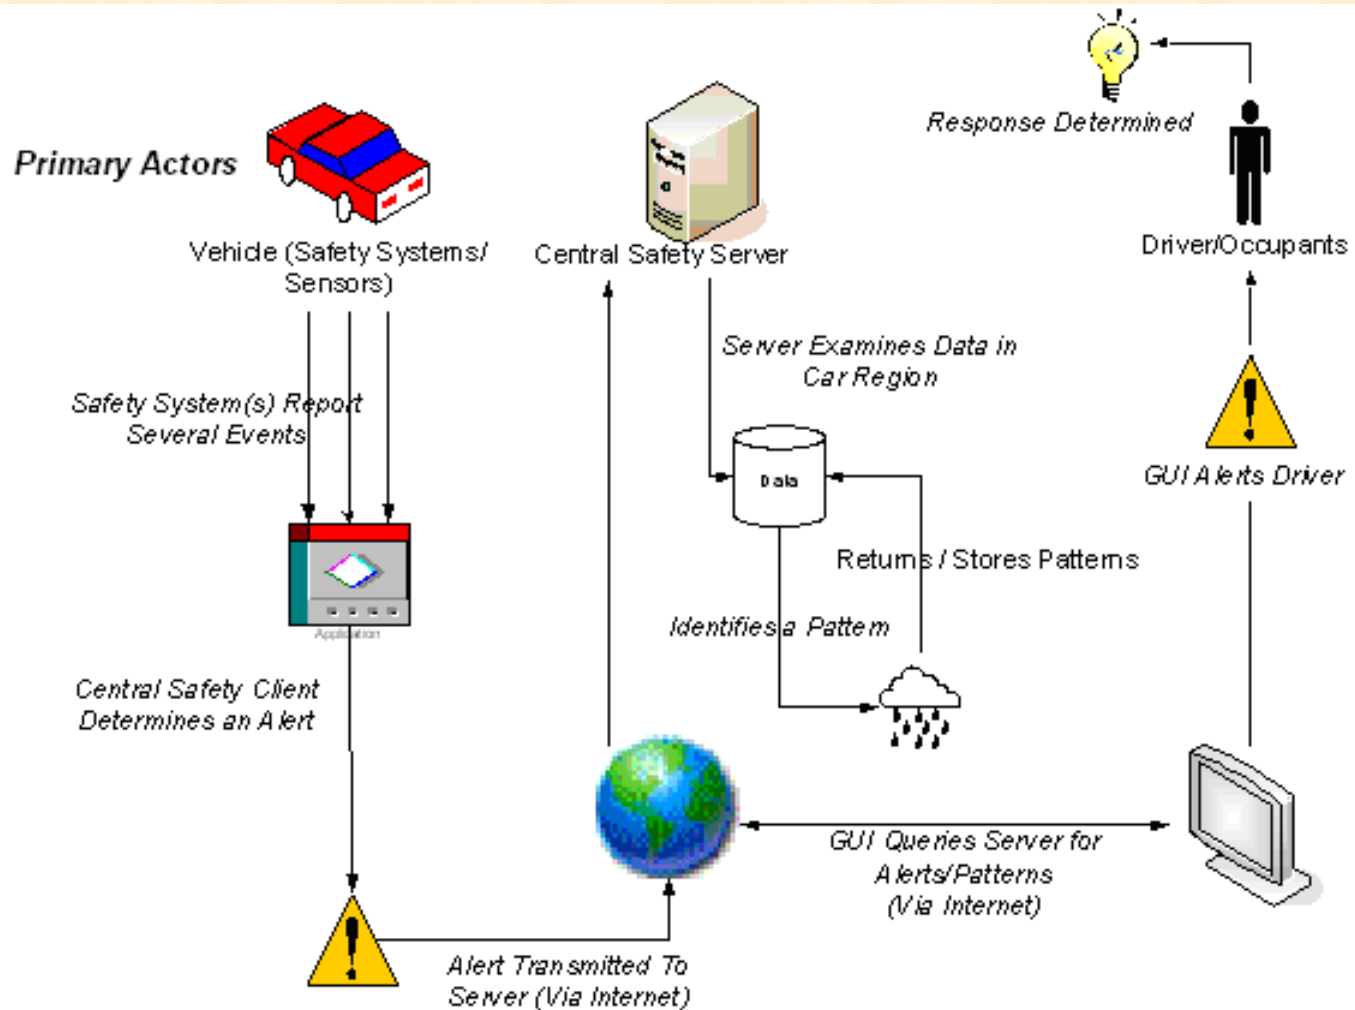 Primary Actors
Vehicle (Safety Systems/
Sensors)
Central Safety Server
Response Determined
Driver/Occupants
Safety System(s) Report
Several Events
Server Examines Data in
Car Region
Data
GUI Alerts Driver
Returns / Stores Patterns
Identifies a Pattern
Application
Central Safety Client
Determines an Alert
GUI Queries Server for
Alerts/Patterns
(Via Internet)
Alert Transmitted To
Server (Via Internet)